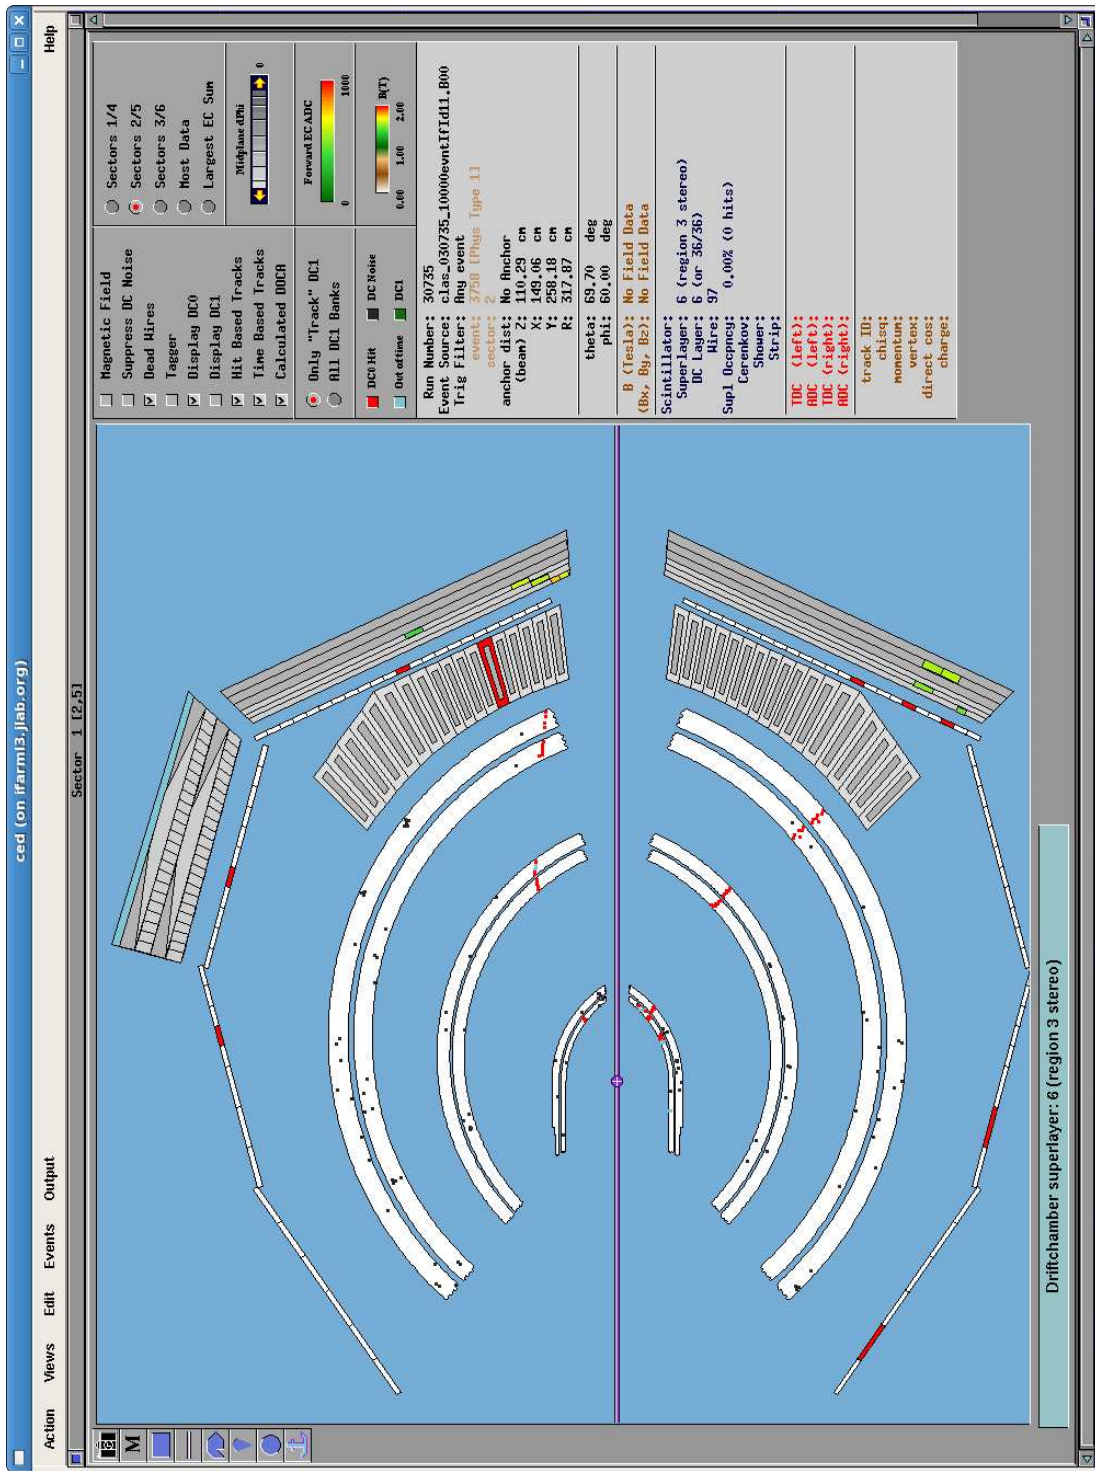 ced (on ifarml3.jlab.org)
Action Views Edit Events Output Help
Sector 1 [2,5]
M
Magnetic Field
Suppress DC Noise
Dead Wires
Tagger
Display DC0
Display DC1
Hit Based Tracks
Time Based Tracks
Calculated DOCA
Sectors 1/4
Sectors 2/5
Sectors 3/6
Most Data
Largest EC Sum
Midplane dPhi
0
Only "Track" DC1
All DC1 Banks
Forward EC ADC
0 1000
DC0 Hit DC Noise
Out of time DC1
B(T)
0.00 1.00 2.00
Run Number: 30735
Event Source: clas_030735_10000evntIfId11.B00
Trig Filter: Any event
event: 3758 [Phys Type 1]
sector: 2
anchor dist: No Anchor
(beam) Z: 110.29 cm
X: 149.06 cm
Y: 258.18 cm
R: 317.87 cm
theta: 69.70 deg
phi: 60.00 deg
B (Tesla): No Field Data
(Bx, By, Bz): No Field Data
Scintillator:
Superlayer: 6 (region 3 stereo)
DC Layer: 6 (or 36/36)
Wire: 97
Supl Occpncy: 0.00% (0 hits)
Cerenkov:
Shower:
Strip:
TDC (left):
ADC (left):
TDC (right):
ADC (right):
track ID:
chisq:
momentum:
vertex:
direct cos:
charge:
Driftchamber superlayer: 6 (region 3 stereo)